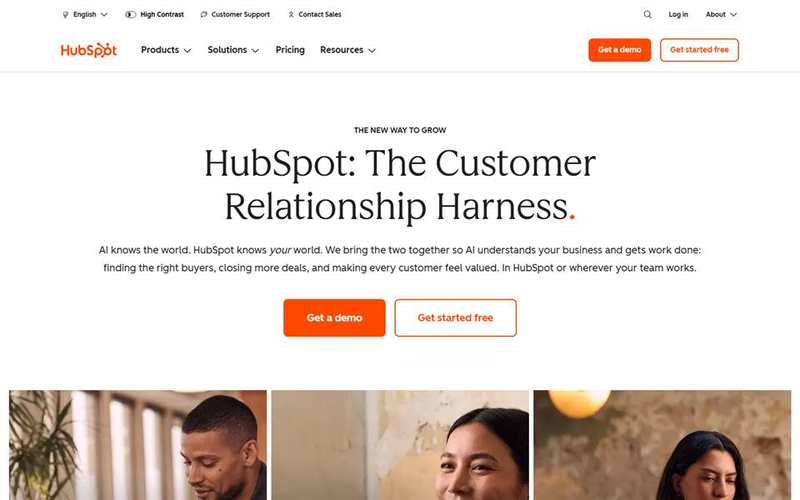 English
High Contrast
Customer Support
Contact Sales
Log in
About
HubSpot
Products
Solutions
Pricing
Resources
Get a demo
Get started free
THE NEW WAY TO GROW
HubSpot: The Customer
Relationship Harness.
AI knows the world. HubSpot knows your world. We bring the two together so AI understands your business and gets work done:
finding the right buyers, closing more deals, and making every customer feel valued. In HubSpot or wherever your team works.
Get a demo
Get started free